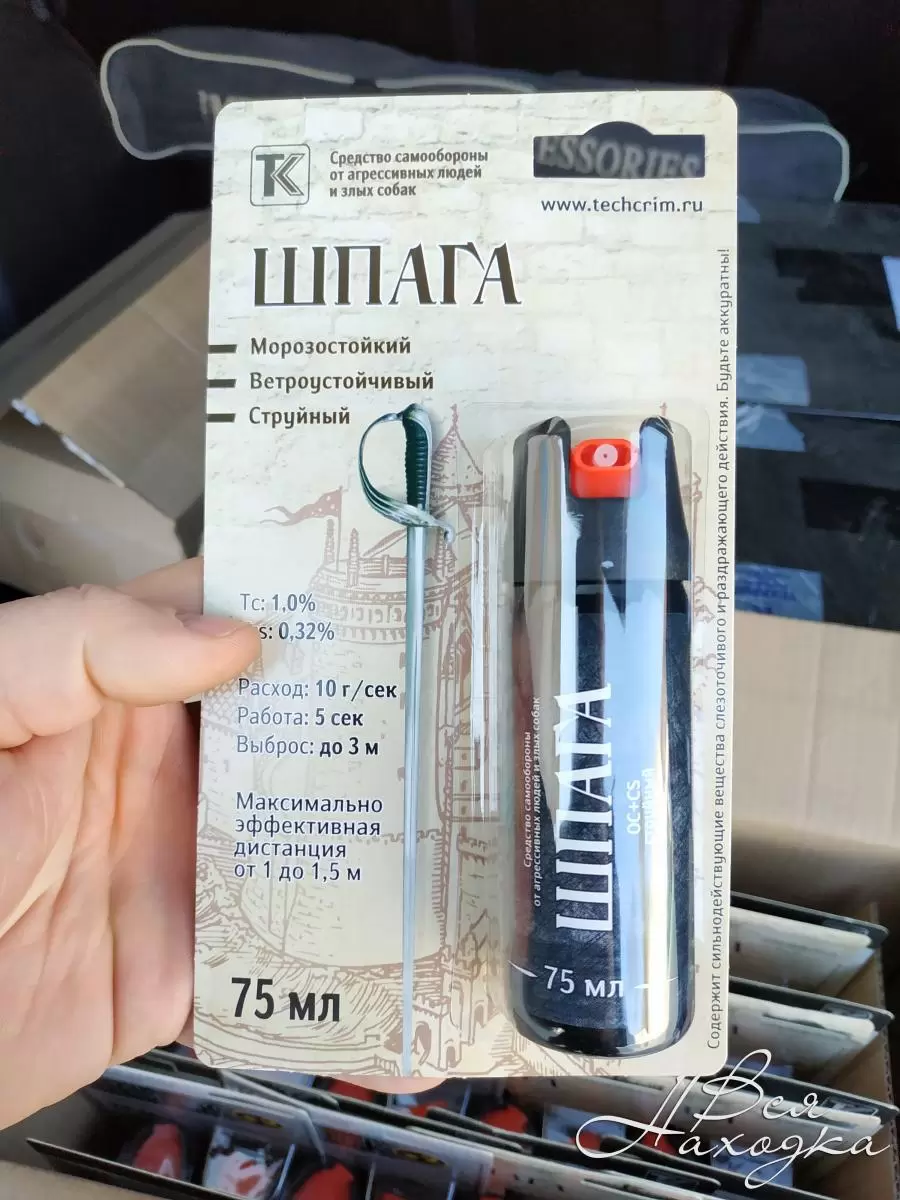 ТК
Средство самообороны
от агрессивных людей
и злых собак
ESSORIES
www.techcrim.ru
ШПАГА
Морозостойкий
Ветроустойчивый
Струйный
Тс: 1,0%
s: 0,32%
Расход: 10 г/сек
Работа: 5 сек
Выброс: до 3 м
Максимально
эффективная
дистанция
от 1 до 1,5 м
75 мл
Средство самообороны
от агрессивных людей и злых собак
ШПАГА
OC+CS
струйный
75 мл
Содержит сильнодействующие вещества слезоточивого и раздражающего действия. Будьте аккуратны!
Вся
Находка